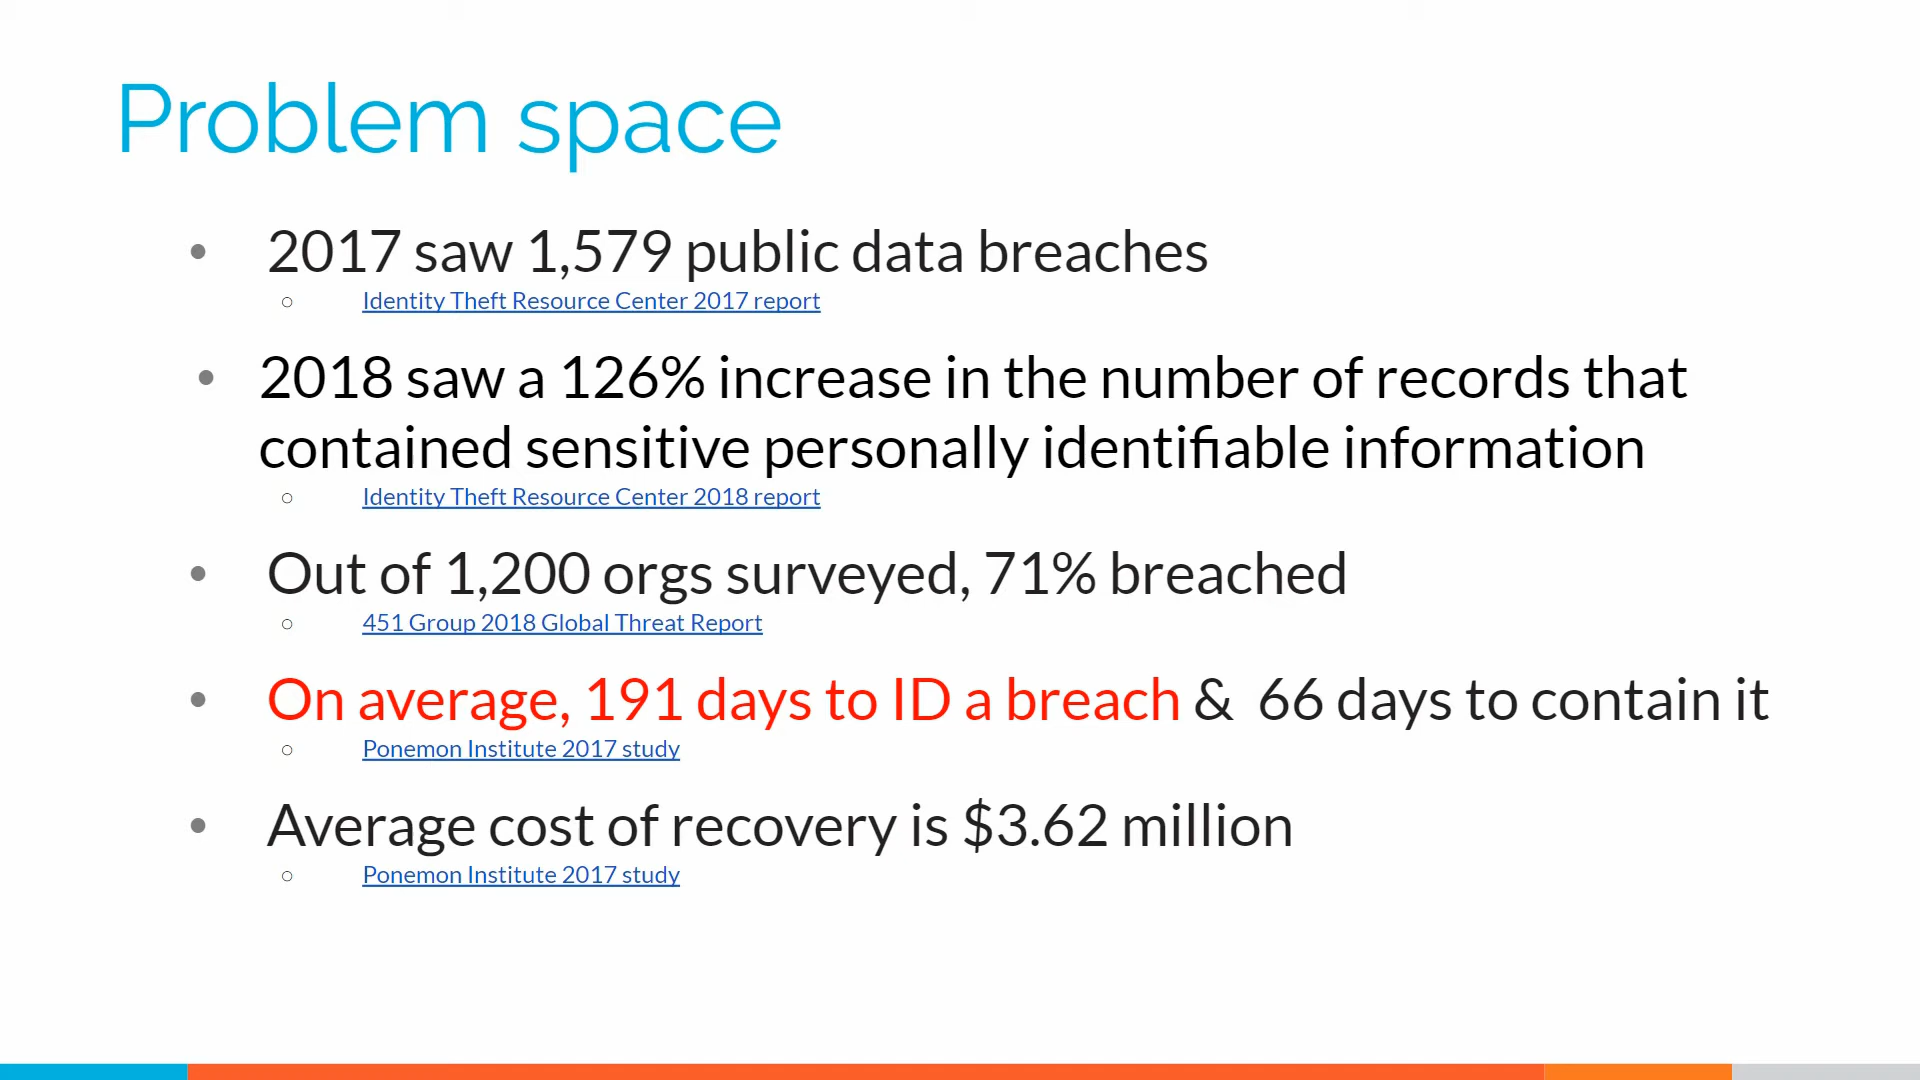 Problem space
• 2017 saw 1,579 public data breaches
○ Identity Theft Resource Center 2017 report
• 2018 saw a 126% increase in the number of records that
contained sensitive personally identifiable information
○ Identity Theft Resource Center 2018 report
• Out of 1,200 orgs surveyed, 71% breached
○ 451 Group 2018 Global Threat Report
• On average, 191 days to ID a breach & 66 days to contain it
○ Ponemon Institute 2017 study
• Average cost of recovery is $3.62 million
○ Ponemon Institute 2017 study